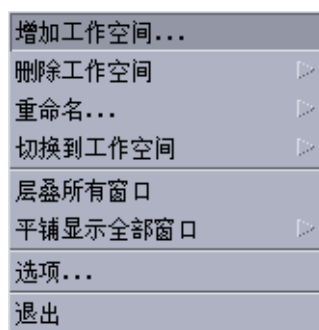 增加工作空间...
删除工作空间
重命名...
切换到工作空间
层叠所有窗口
平铺显示全部窗口
选项...
退出